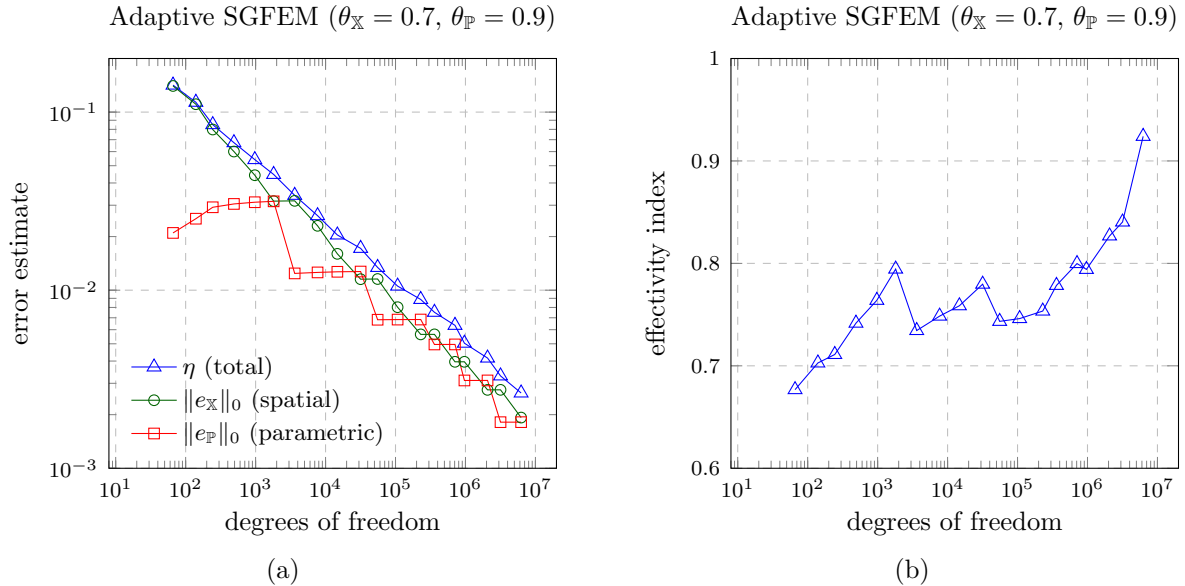 Adaptive SGFEM (θ𝕏 = 0.7, θℙ = 0.9)
10⁻¹
10⁻²
10⁻³
error estimate
η (total)
‖e𝕏‖₀ (spatial)
‖eℙ‖₀ (parametric)
10¹ 10² 10³ 10⁴ 10⁵ 10⁶ 10⁷
degrees of freedom
(a)
Adaptive SGFEM (θ𝕏 = 0.7, θℙ = 0.9)
1
0.9
0.8
0.7
0.6
effectivity index
10¹ 10² 10³ 10⁴ 10⁵ 10⁶ 10⁷
degrees of freedom
(b)